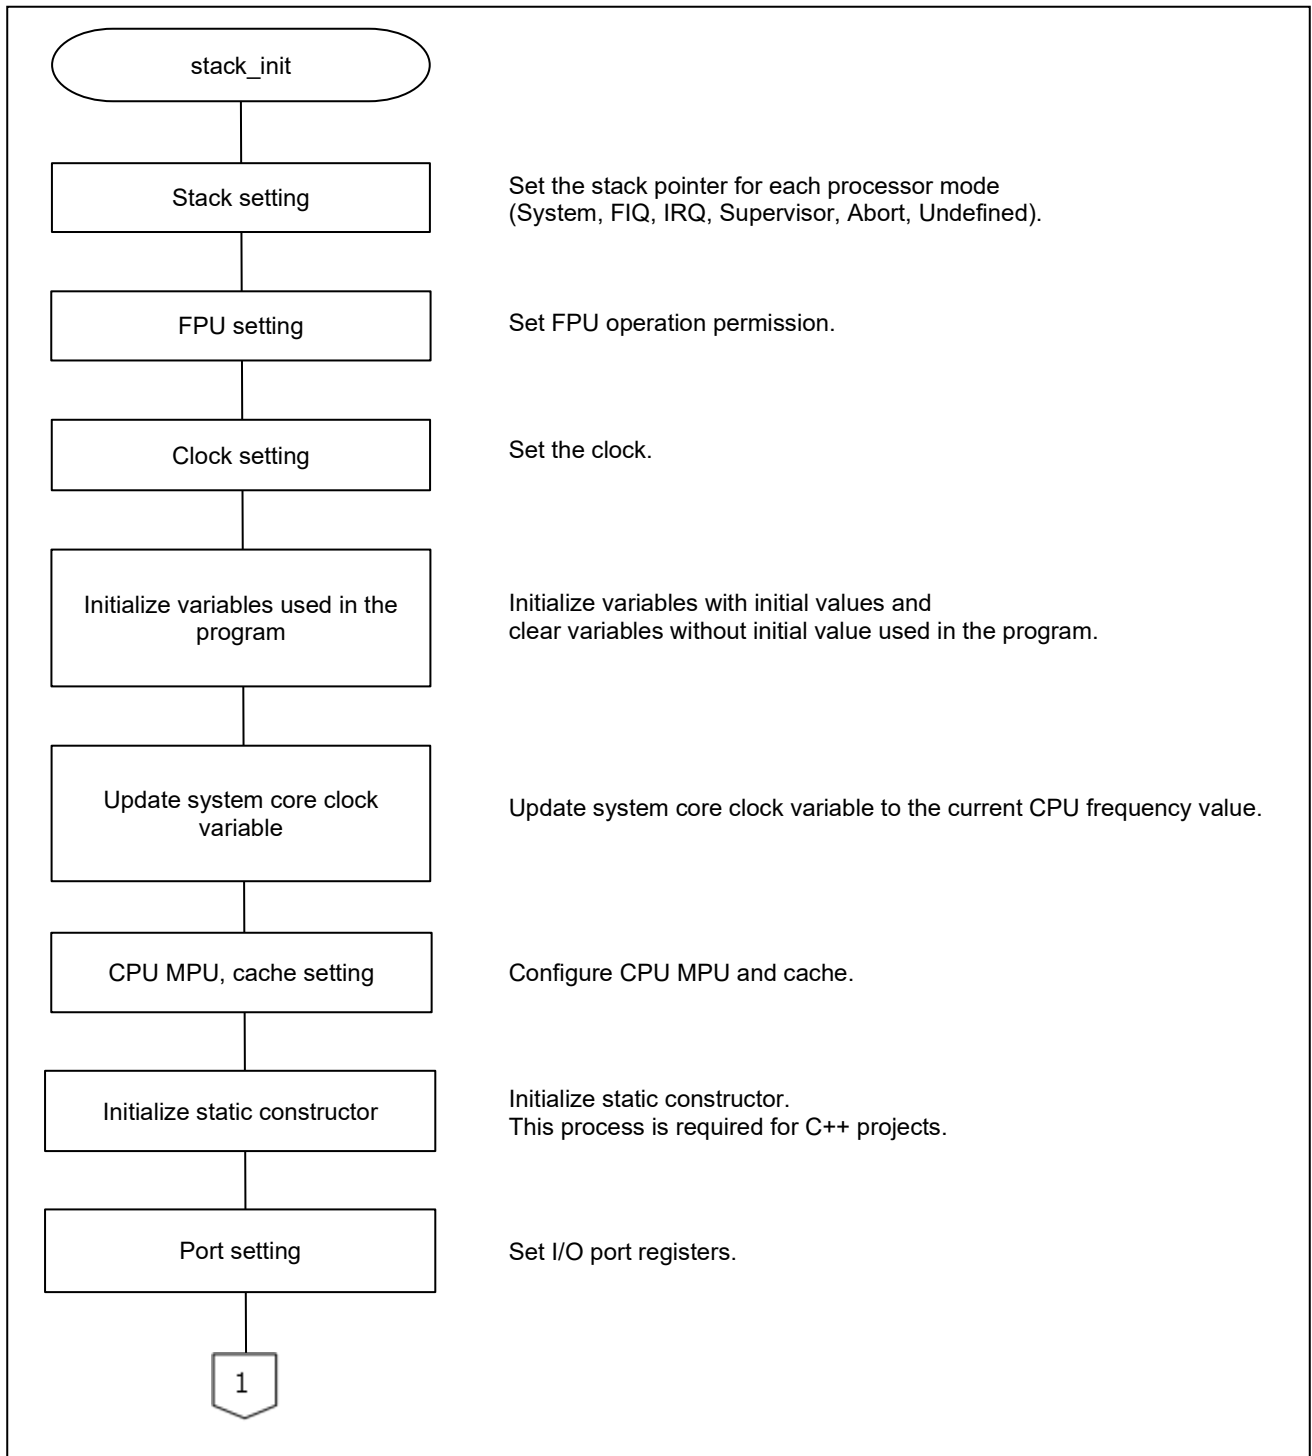 stack_init
Stack setting
Set the stack pointer for each processor mode
(System, FIQ, IRQ, Supervisor, Abort, Undefined).
FPU setting
Set FPU operation permission.
Clock setting
Set the clock.
Initialize variables used in the
program
Initialize variables with initial values and
clear variables without initial value used in the program.
Update system core clock
variable
Update system core clock variable to the current CPU frequency value.
CPU MPU, cache setting
Configure CPU MPU and cache.
Initialize static constructor
Initialize static constructor.
This process is required for C++ projects.
Port setting
Set I/O port registers.
1